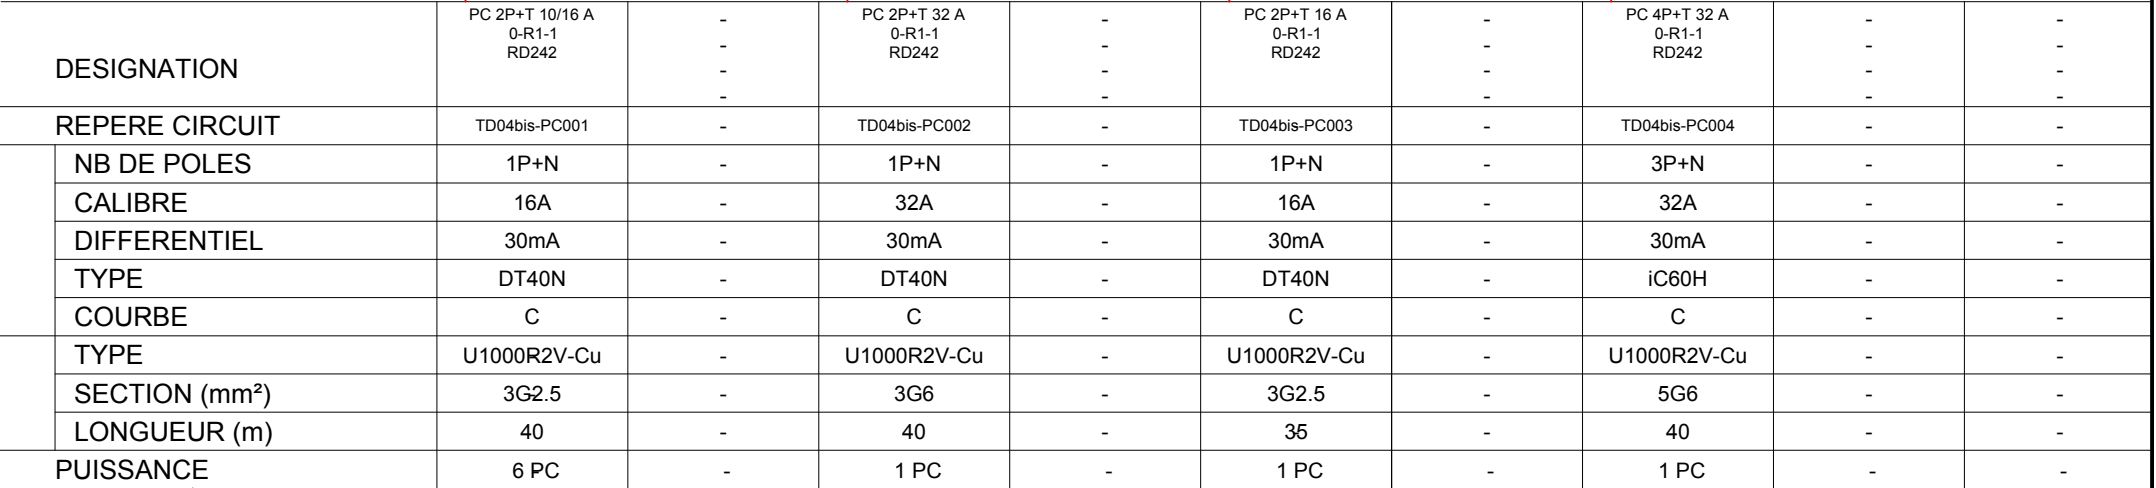 DESIGNATION PC 2P+T 10/16 A - PC 2P+T 32 A - PC 2P+T 16 A - PC 4P+T 32 A - -
0-R1-1 - 0-R1-1 - 0-R1-1 - 0-R1-1 - -
RD242 - RD242 - RD242 - RD242 - -
- - - - -
REPERE CIRCUIT TD04bis-PC001 - TD04bis-PC002 - TD04bis-PC003 - TD04bis-PC004 - -
NB DE POLES 1P+N - 1P+N - 1P+N - 3P+N - -
CALIBRE 16A - 32A - 16A - 32A - -
DIFFERENTIEL 30mA - 30mA - 30mA - 30mA - -
TYPE DT40N - DT40N - DT40N - iC60H - -
COURBE C - C - C - C - -
TYPE U1000R2V-Cu - U1000R2V-Cu - U1000R2V-Cu - U1000R2V-Cu - -
SECTION (mm²) 3G2.5 - 3G6 - 3G2.5 - 5G6 - -
LONGUEUR (m) 40 - 40 - 35 - 40 - -
PUISSANCE 6 PC - 1 PC - 1 PC - 1 PC - -